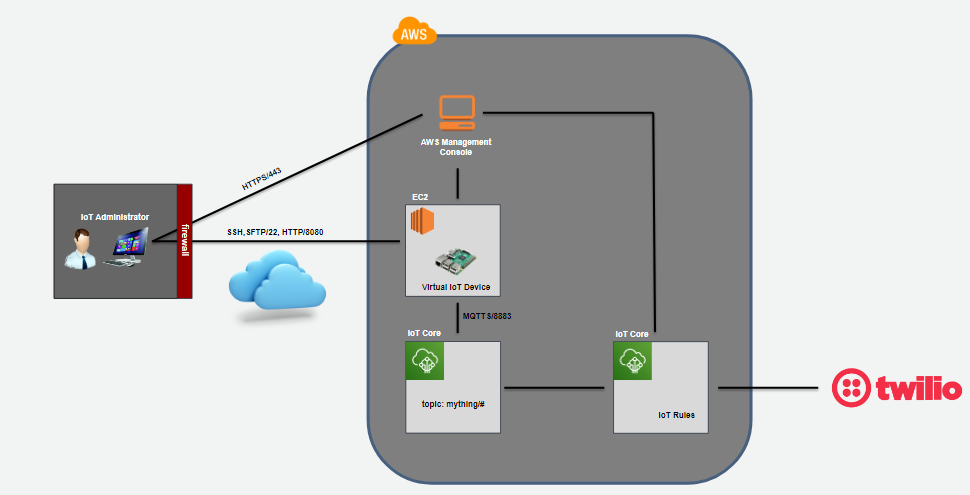 AWS
AWS Management
Console
HTTPS/443
EC2
IoT Administrator
firewall
SSH,SFTP/22, HTTP/8080
Virtual IoT Device
MQTTS/8883
IoT Core
IoT Core
topic: mything/#
IoT Rules
twilio